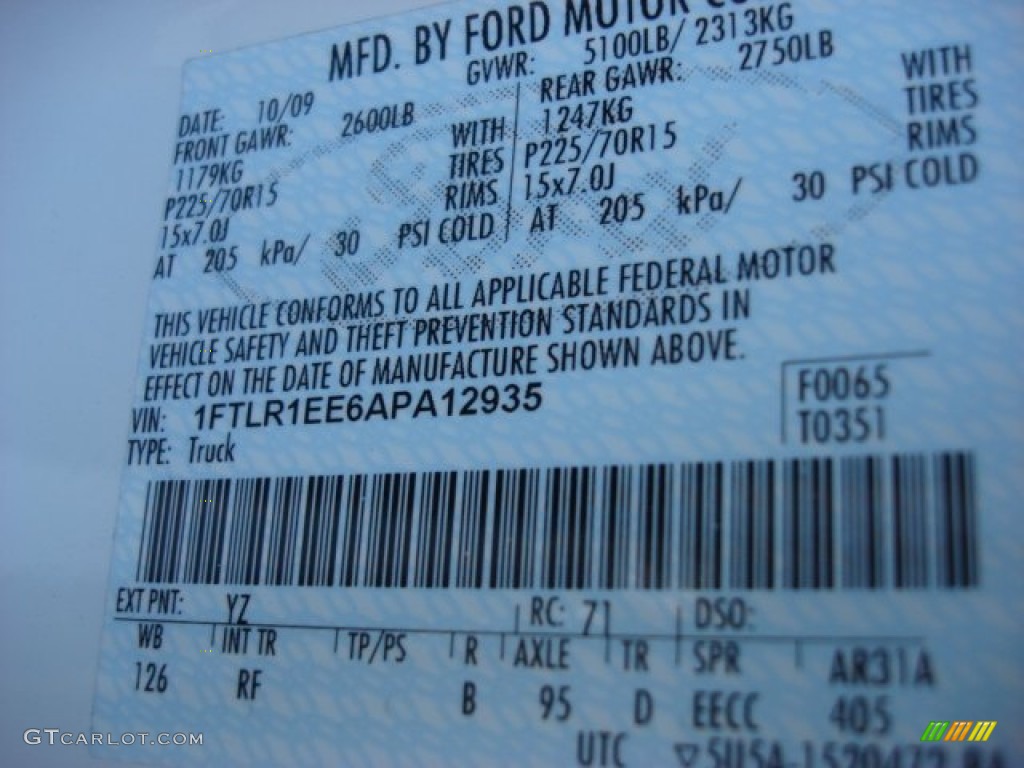 MFD. BY FORD MOTOR
DATE: 10/09 GVWR: 5100LB/ 2313KG
FRONT GAWR: 2600LB REAR GAWR: 2750LB
1179KG WITH 1247KG WITH
P225/70R15 TIRES P225/70R15 TIRES
15x7.0J RIMS 15x7.0J RIMS
AT 205 kPa/ 30 PSI COLD AT 205 kPa/ 30 PSI COLD
THIS VEHICLE CONFORMS TO ALL APPLICABLE FEDERAL MOTOR
VEHICLE SAFETY AND THEFT PREVENTION STANDARDS IN
EFFECT ON THE DATE OF MANUFACTURE SHOWN ABOVE.
VIN: 1FTLR1EE6APA12935 F0065
TYPE: Truck T0351
EXT PNT: YZ RC: 71 DSO:
WB INT TR TP/PS R AXLE TR SPR AR31A
126 RF B 95 D EECC 405
UTC
GTCARLOT.COM